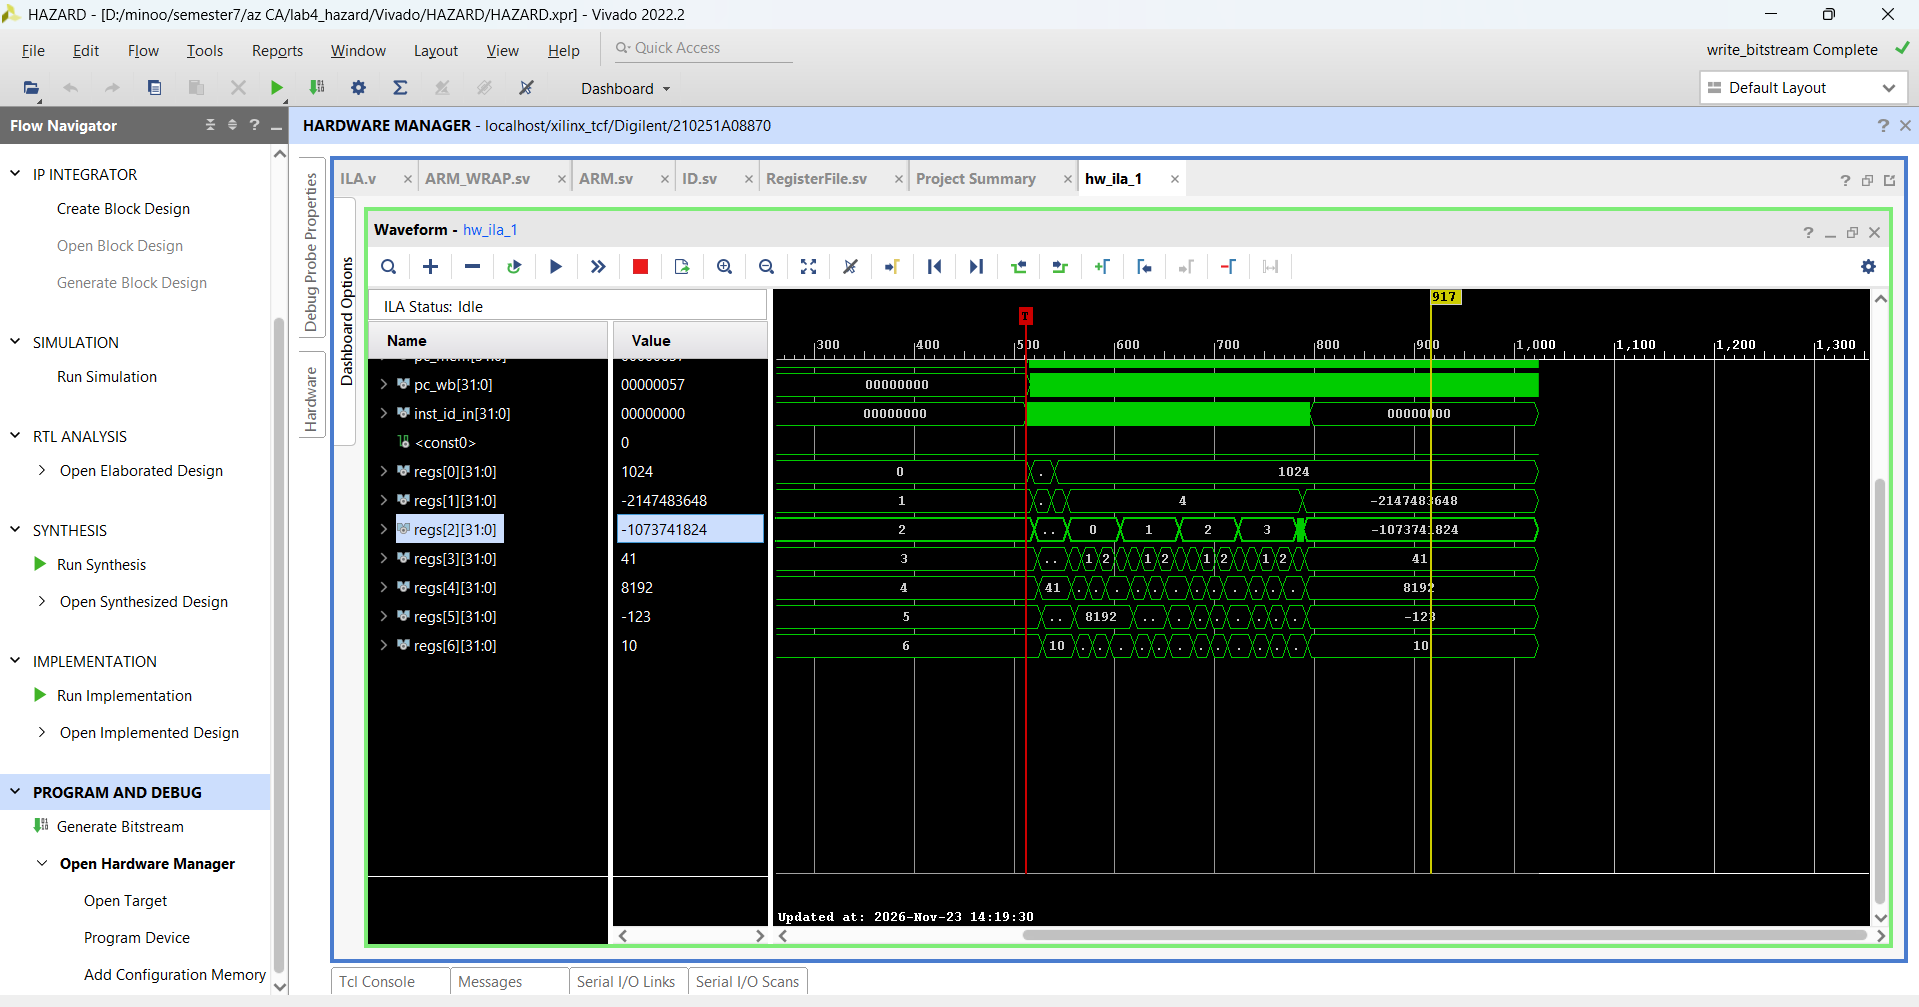 HAZARD - [D:/minoo/semester7/az CA/lab4_hazard/Vivado/HAZARD/HAZARD.xpr] - Vivado 2022.2
File Edit Flow Tools Reports Window Layout View Help Quick Access
write_bitstream Complete
Dashboard
Default Layout
Flow Navigator
HARDWARE MANAGER - localhost/xilinx_tcf/Digilent/210251A08870
IP INTEGRATOR
Create Block Design
Open Block Design
Generate Block Design
SIMULATION
Run Simulation
RTL ANALYSIS
Open Elaborated Design
SYNTHESIS
Run Synthesis
Open Synthesized Design
IMPLEMENTATION
Run Implementation
Open Implemented Design
PROGRAM AND DEBUG
Generate Bitstream
Open Hardware Manager
Open Target
Program Device
Add Configuration Memory
Debug Probe Properties
Hardware
Dashboard Options
ILA.v ARM_WRAP.sv ARM.sv ID.sv RegisterFile.sv Project Summary hw_ila_1
Waveform - hw_ila_1
ILA Status: Idle
Name Value
917
T
300 400 500 600 700 800 900 1,000 1,100 1,200 1,300
pc_wb[31:0] 00000057 00000000
inst_id_in[31:0] 00000000 00000000 00000000
<const0> 0
regs[0][31:0] 1024 0 . 1024
regs[1][31:0] -2147483648 1 . 4 -2147483648
regs[2][31:0] -1073741824 2 .. 0 1 2 3 -1073741824
regs[3][31:0] 41 3 .. 1 2 1 2 1 2 1 2 41
regs[4][31:0] 8192 4 41 . . . . . . . . . . . . 8192
regs[5][31:0] -123 5 .. 8192 .. . . . . . . -123
regs[6][31:0] 10 6 10 . . . . . . . . . . . . 10
Updated at: 2026-Nov-23 14:19:30
Tcl Console Messages Serial I/O Links Serial I/O Scans